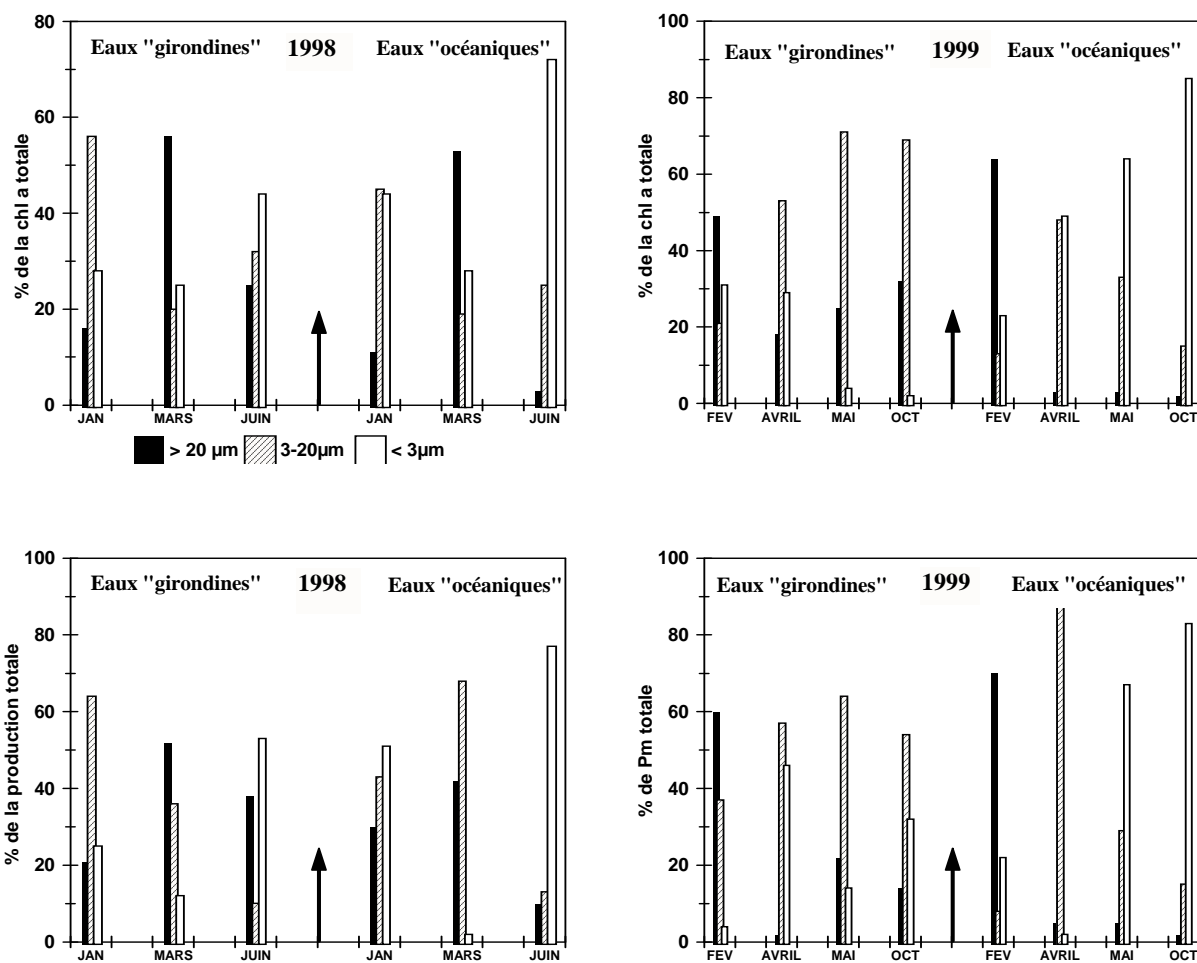 80
60
40
20
0
% de la chl a totale
Eaux "girondines" 1998 Eaux "océaniques"
JAN MARS JUIN JAN MARS JUIN
> 20 µm 3-20µm < 3µm
100
80
60
40
20
0
% de la chl a totale
Eaux "girondines" 1999 Eaux "océaniques"
FEV AVRIL MAI OCT FEV AVRIL MAI OCT
100
80
60
40
20
0
% de la production totale
Eaux "girondines" 1998 Eaux "océaniques"
JAN MARS JUIN JAN MARS JUIN
100
80
60
40
20
0
% de Pm totale
Eaux "girondines" 1999 Eaux "océaniques"
FEV AVRIL MAI OCT FEV AVRIL MAI OCT